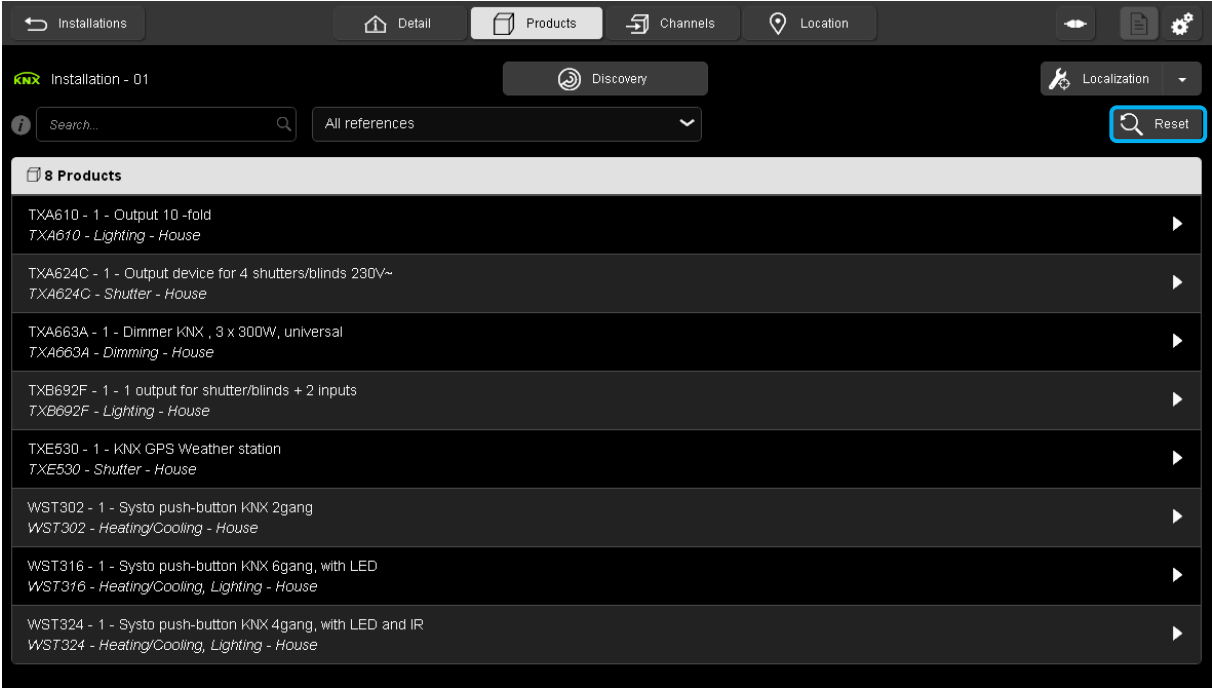 Installations
Detail
Products
Channels
Location
KNX Installation - 01
Discovery
Localization
Search...
All references
Reset
8 Products
TXA610 - 1 - Output 10 -fold
TXA610 - Lighting - House
TXA624C - 1 - Output device for 4 shutters/blinds 230V~
TXA624C - Shutter - House
TXA663A - 1 - Dimmer KNX , 3 x 300W, universal
TXA663A - Dimming - House
TXB692F - 1 - 1 output for shutter/blinds + 2 inputs
TXB692F - Lighting - House
TXE530 - 1 - KNX GPS Weather station
TXE530 - Shutter - House
WST302 - 1 - Systo push-button KNX 2gang
WST302 - Heating/Cooling - House
WST316 - 1 - Systo push-button KNX 6gang, with LED
WST316 - Heating/Cooling, Lighting - House
WST324 - 1 - Systo push-button KNX 4gang, with LED and IR
WST324 - Heating/Cooling, Lighting - House